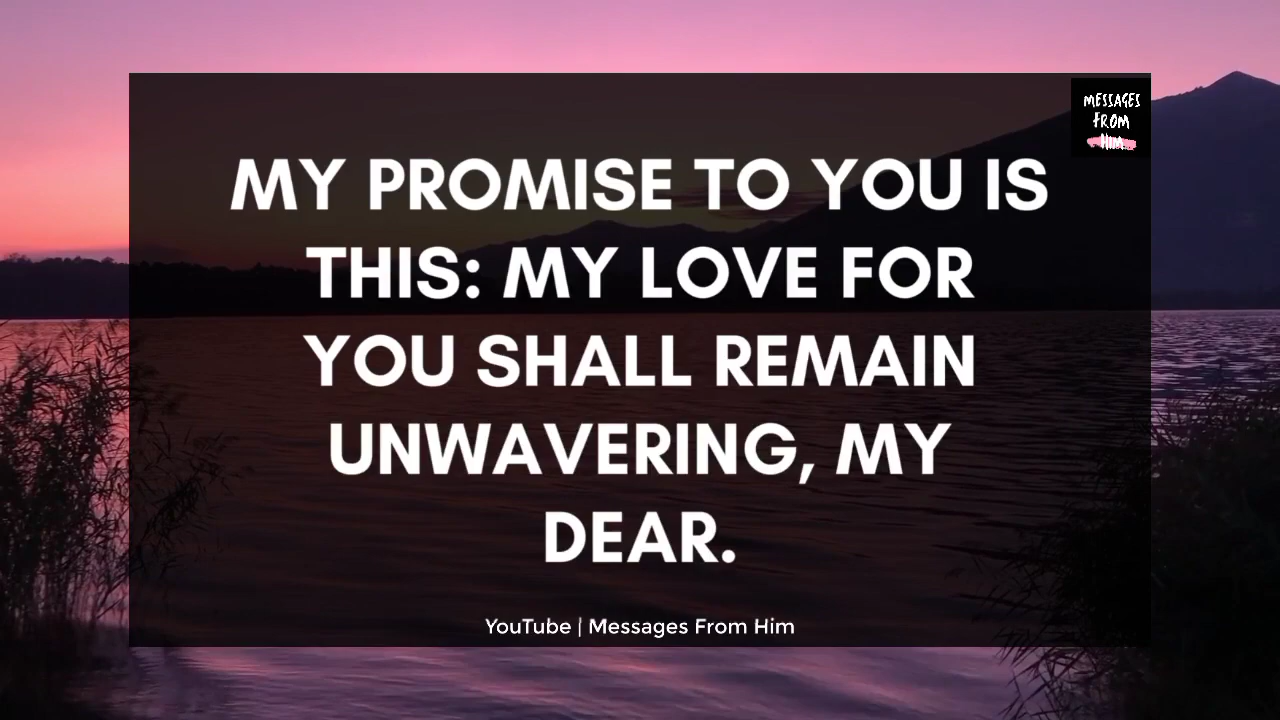 MESSAGES
FROM
HIM
MY PROMISE TO YOU IS
THIS: MY LOVE FOR
YOU SHALL REMAIN
UNWAVERING, MY
DEAR.
YouTube | Messages From Him